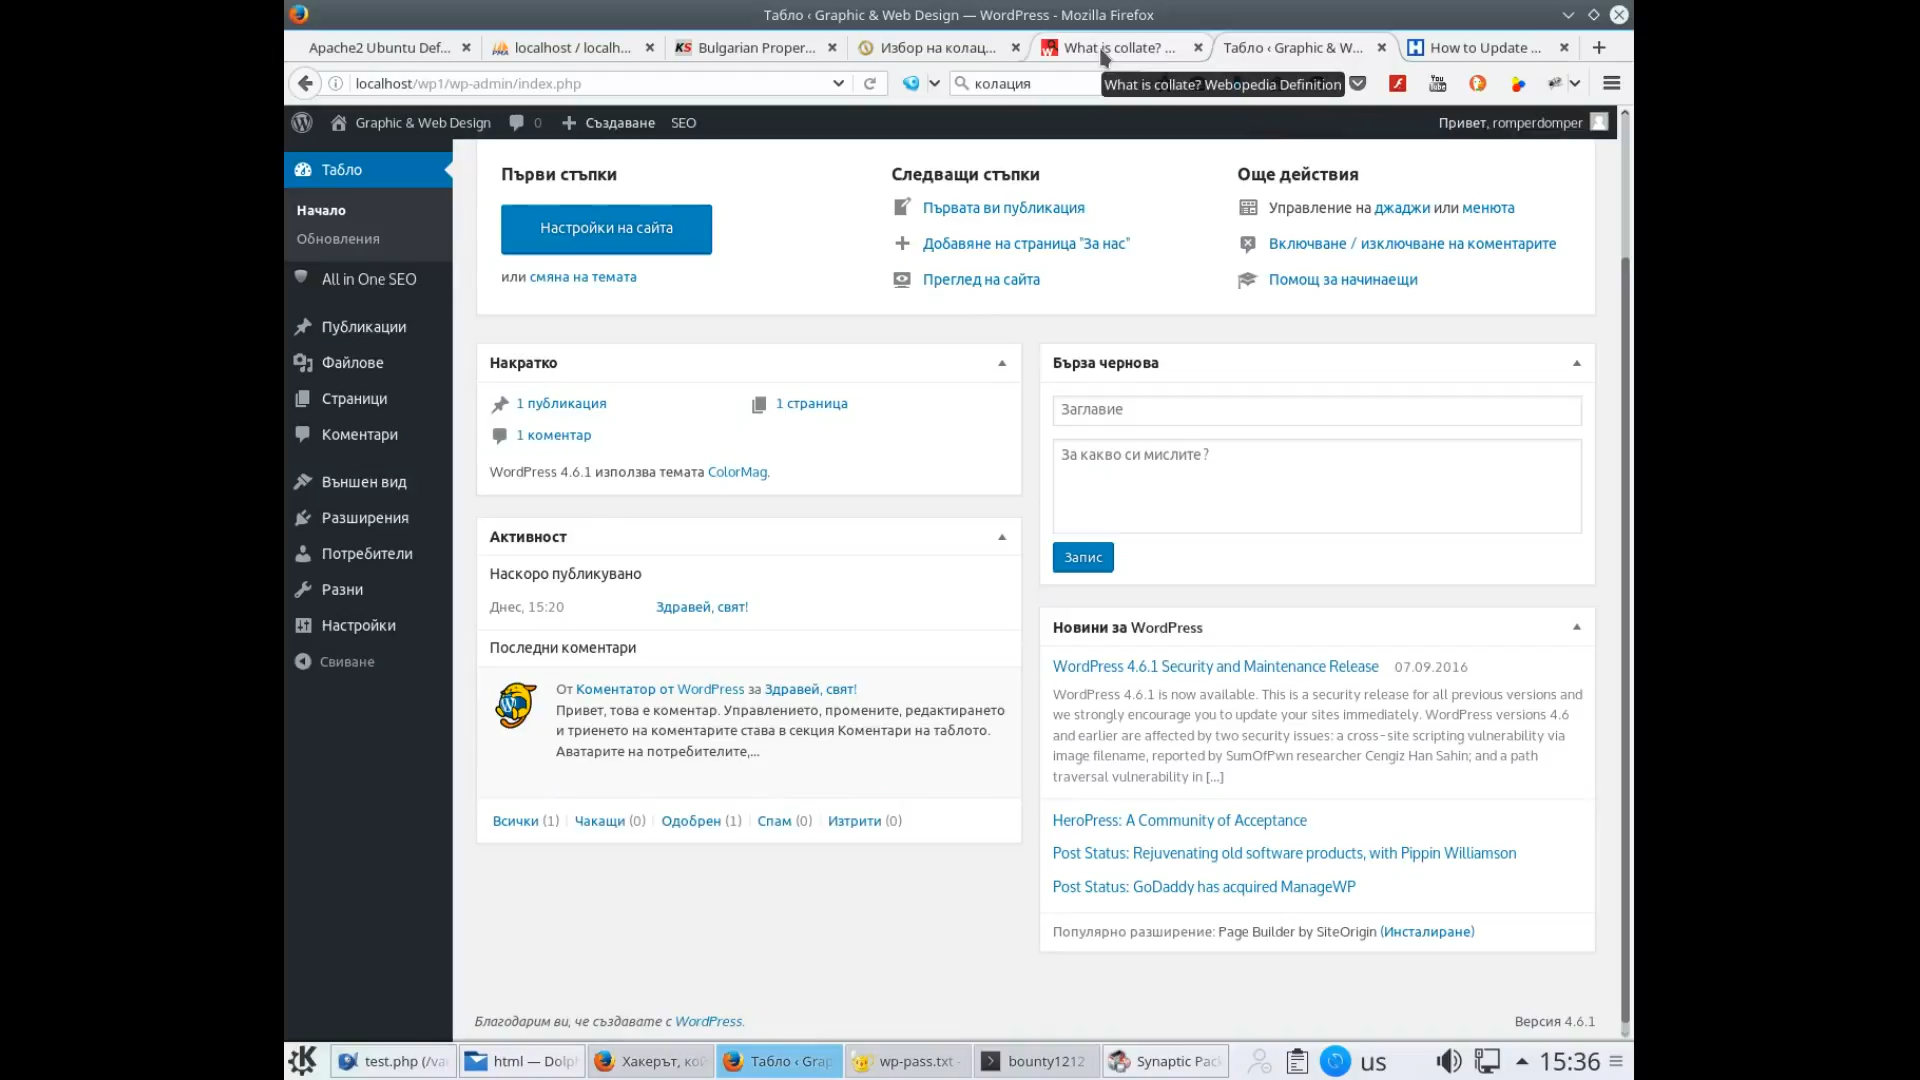 Табло ‹ Graphic & Web Design — WordPress - Mozilla Firefox
Apache2 Ubuntu Def...
localhost / localh...
Bulgarian Proper...
Избор на колац...
What is collate? ...
Табло ‹ Graphic & W...
How to Update ...
localhost/wp1/wp-admin/index.php
колация
What is collate? Webopedia Definition
Graphic & Web Design
0
Създаване
SEO
Привет, romperdomper
Табло
Начало
Обновления
All in One SEO
Публикации
Файлове
Страници
Коментари
Външен вид
Разширения
Потребители
Разни
Настройки
Свиване
Първи стъпки
Настройки на сайта
или смяна на темата
Следващи стъпки
Първата ви публикация
Добавяне на страница "За нас"
Преглед на сайта
Още действия
Управление на джаджи или менюта
Включване / изключване на коментарите
Помощ за начинаещи
Накратко
1 публикация
1 страница
1 коментар
WordPress 4.6.1 използва темата ColorMag.
Активност
Наскоро публикувано
Днес, 15:20
Здравей, свят!
Последни коментари
От Коментатор от WordPress за Здравей, свят!
Привет, това е коментар. Управлението, промените, редактирането
и триенето на коментарите става в секция Коментари на таблото.
Аватарите на потребителите,...
Всички (1) | Чакащи (0) | Одобрен (1) | Спам (0) | Изтрити (0)
Бърза чернова
Заглавие
За какво си мислите?
Запис
Новини за WordPress
WordPress 4.6.1 Security and Maintenance Release 07.09.2016
WordPress 4.6.1 is now available. This is a security release for all previous versions and
we strongly encourage you to update your sites immediately. WordPress versions 4.6
and earlier are affected by two security issues: a cross-site scripting vulnerability via
image filename, reported by SumOfPwn researcher Cengiz Han Sahin; and a path
traversal vulnerability in [...]
HeroPress: A Community of Acceptance
Post Status: Rejuvenating old software products, with Pippin Williamson
Post Status: GoDaddy has acquired ManageWP
Популярно разширение: Page Builder by SiteOrigin (Инсталиране)
Благодарим ви, че създавате с WordPress.
Версия 4.6.1
test.php (/va
html — Dolp
Хакерът, кой
Табло ‹ Grap
wp-pass.txt -
bounty1212
Synaptic Pac
us
15:36